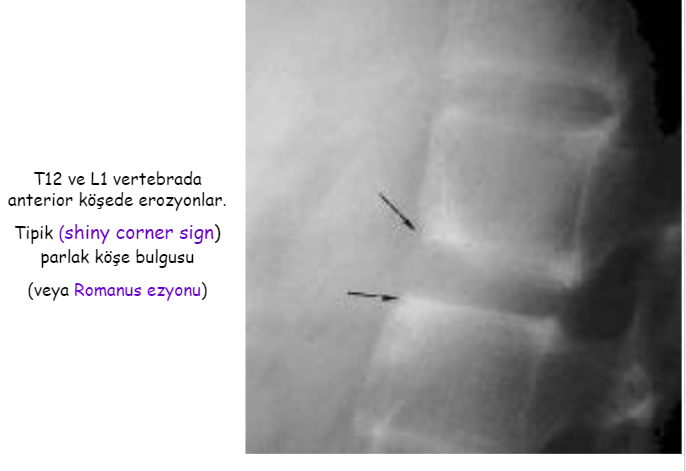 T12 ve L1 vertebrada
anterior köşede erozyonlar.
Tipik (shiny corner sign)
parlak köşe bulgusu
(veya Romanus ezyonu)